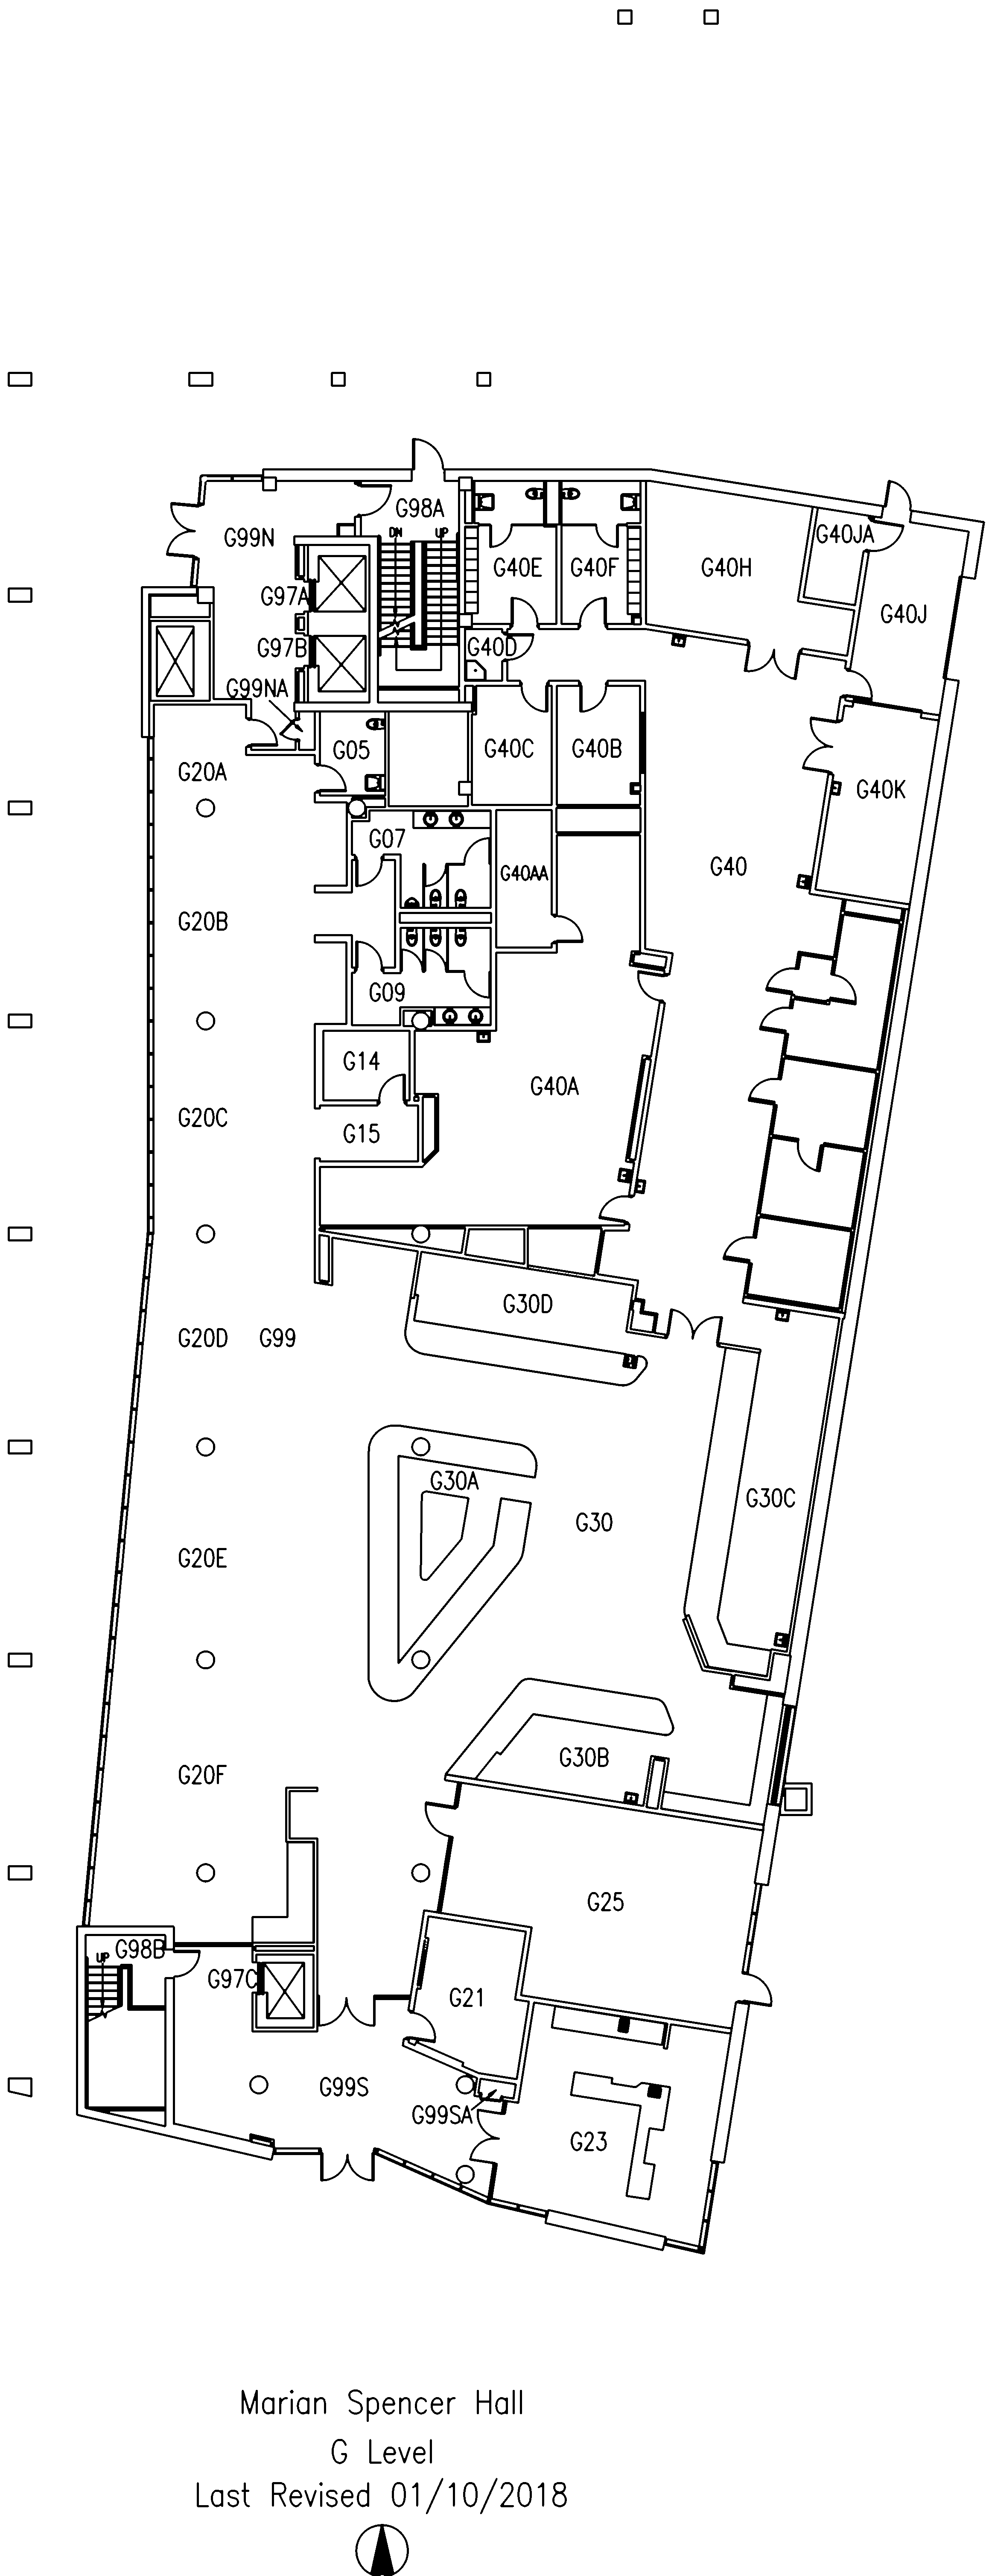 G98A
G99N
DN
UP
G40JA
G40E
G40F
G40H
G97A
G40J
G97B
G40D
G99NA
G05
G40C
G40B
G20A
G40K
G07
G40AA
G40
G20B
G09
G14
G40A
G20C
G15
G30D
G20D
G99
G30A
G30C
G30
G20E
G30B
G20F
G25
G98B
UP
G97C
G21
G99S
G99SA
G23
Marian Spencer Hall
G Level
Last Revised 01/10/2018